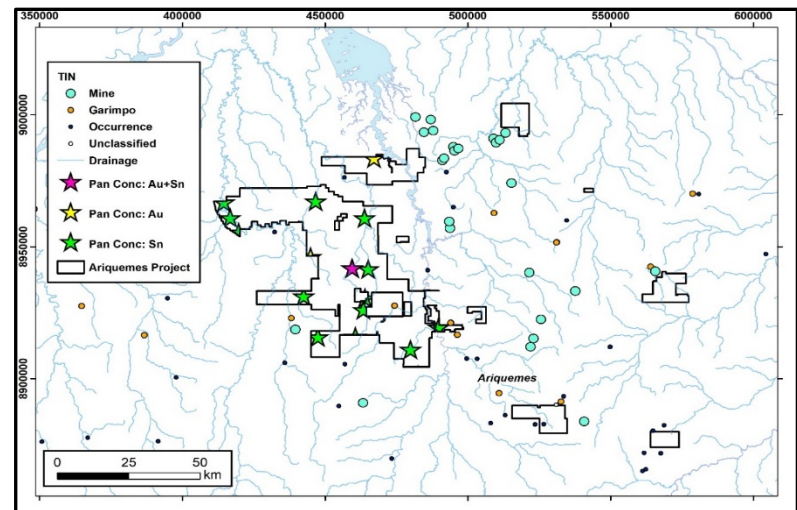 350000 400000 450000 500000 550000 600000
9000000
8950000
8900000
TIN
Mine
Garimpo
Occurrence
Unclassified
Drainage
Pan Conc: Au+Sn
Pan Conc: Au
Pan Conc: Sn
Ariquemes Project
Ariquemes
0 25 50
km